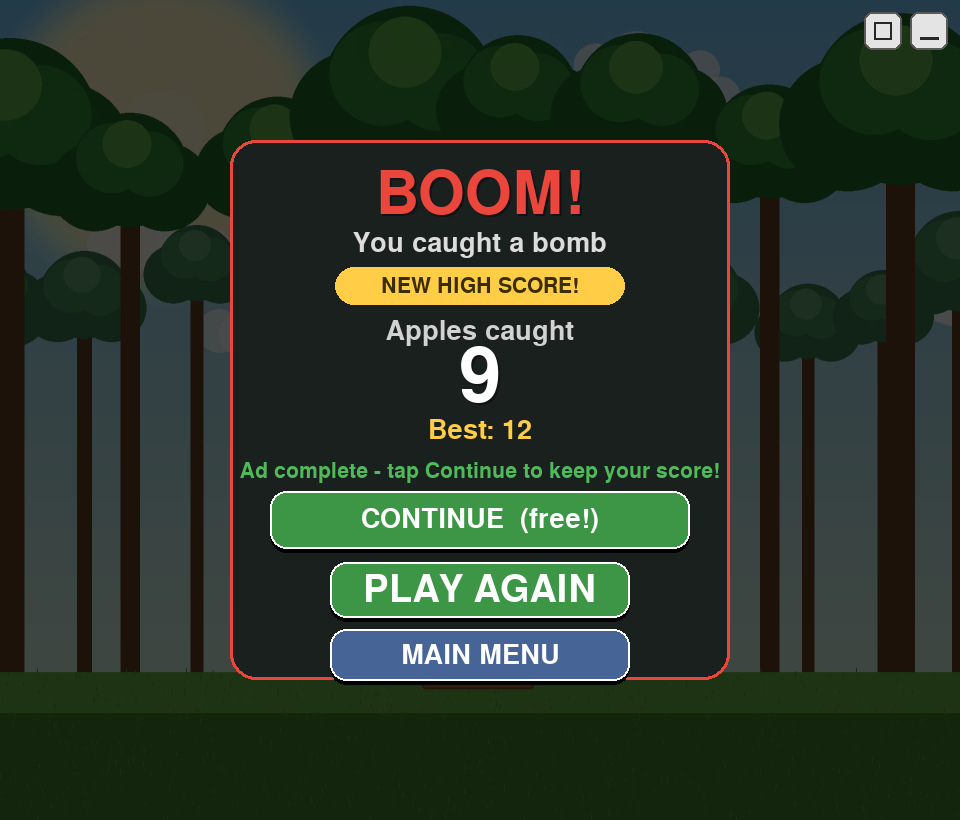 BOOM!
You caught a bomb
NEW HIGH SCORE!
Apples caught
9
Best: 12
Ad complete - tap Continue to keep your score!
CONTINUE (free!)
PLAY AGAIN
MAIN MENU